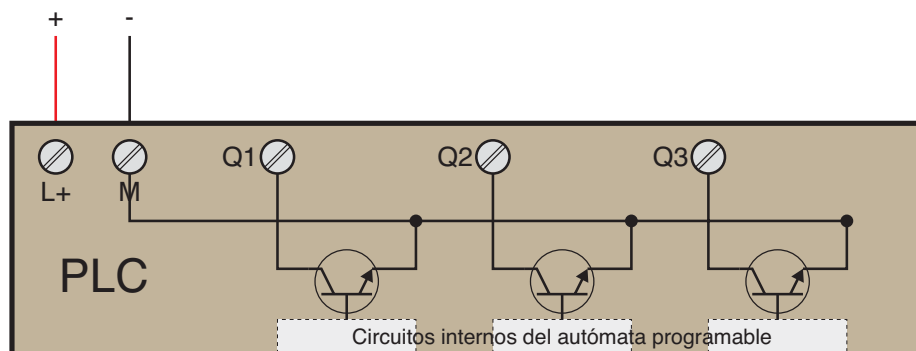 + -
Q1 Q2 Q3
L+ M
PLC
Circuitos internos del autómata programable